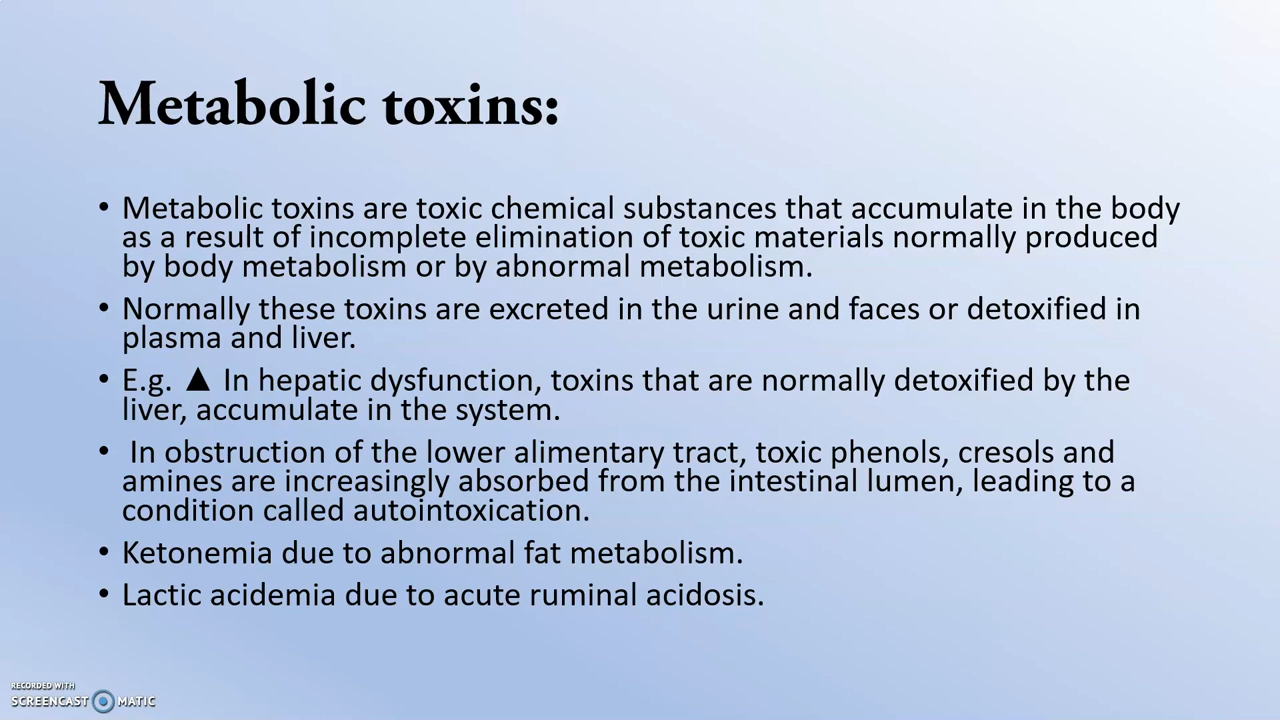 Metabolic toxins:
• Metabolic toxins are toxic chemical substances that accumulate in the body
as a result of incomplete elimination of toxic materials normally produced
by body metabolism or by abnormal metabolism.
• Normally these toxins are excreted in the urine and faces or detoxified in
plasma and liver.
• E.g. ▲ In hepatic dysfunction, toxins that are normally detoxified by the
liver, accumulate in the system.
• In obstruction of the lower alimentary tract, toxic phenols, cresols and
amines are increasingly absorbed from the intestinal lumen, leading to a
condition called autointoxication.
• Ketonemia due to abnormal fat metabolism.
• Lactic acidemia due to acute ruminal acidosis.
RECORDED WITH
SCREENCAST MATIC